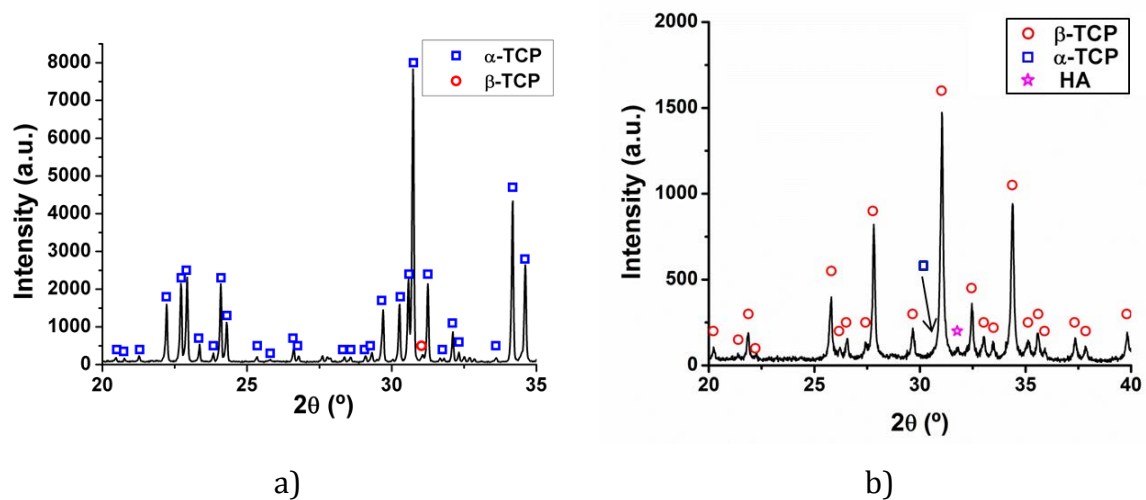 8000
7000
6000
5000
4000
3000
2000
1000
0
Intensity (a.u.)
α-TCP
β-TCP
20
25
30
35
2θ (º)
a)
2000
1500
1000
500
0
Intensity (a.u.)
β-TCP
α-TCP
HA
20
25
30
35
40
2θ (º)
b)